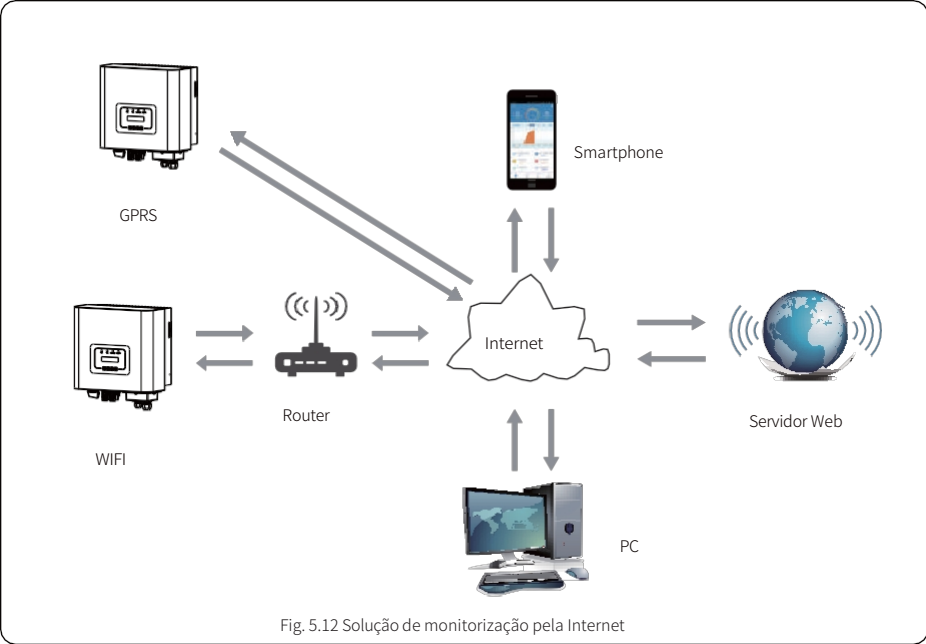 Smartphone
GPRS
Internet
Router
Servidor Web
WIFI
PC
Fig. 5.12 Solução de monitorização pela Internet